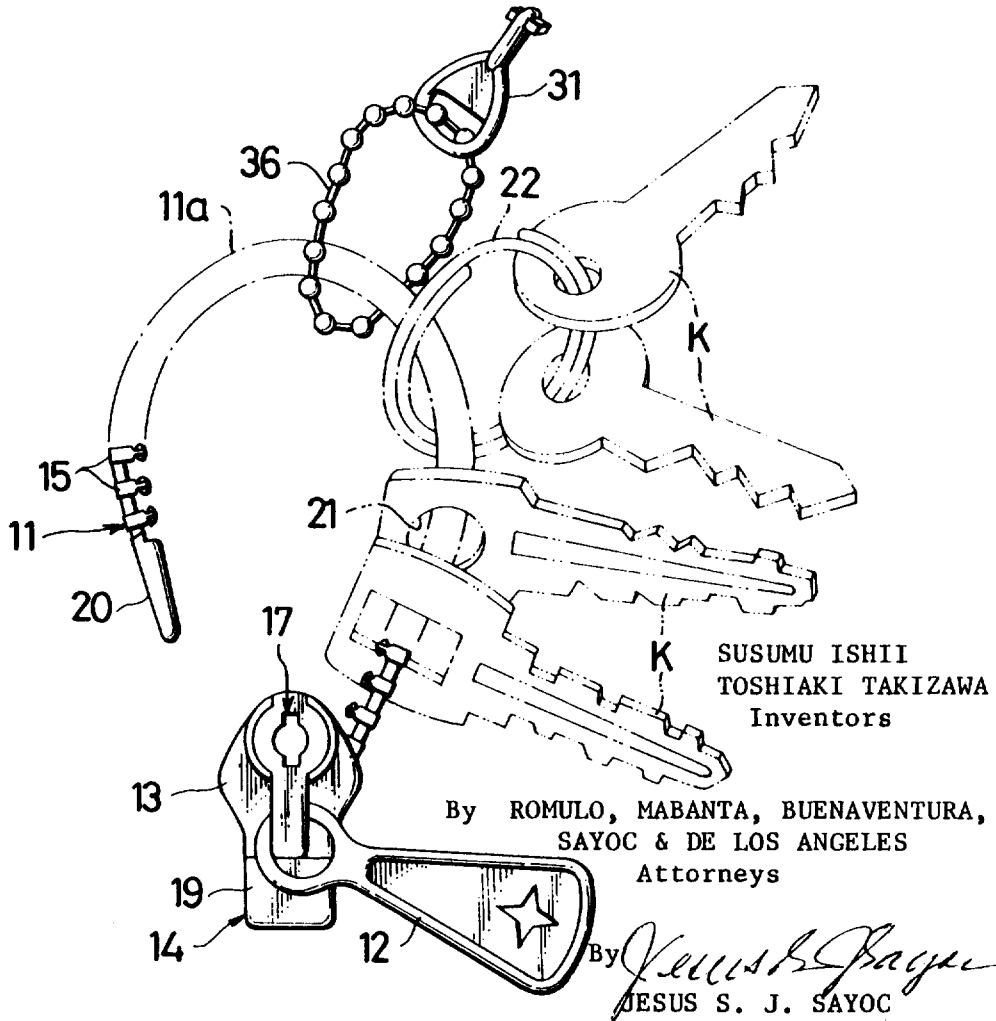 31
36
22
11a
K
15
11
21
20
17
K
SUSUMU ISHII
TOSHIAKI TAKIZAWA
Inventors
13
By ROMULO, MABANTA, BUENAVENTURA,
SAYOC & DE LOS ANGELES
Attorneys
19
14
12
By
JESUS S. J. SAYOC